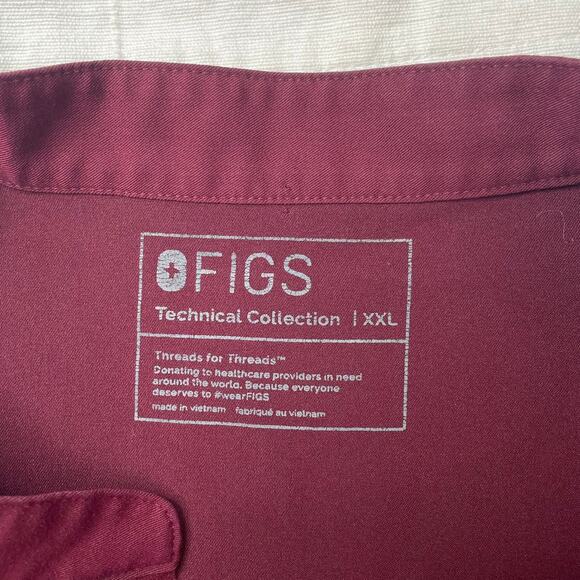 FIGS
Technical Collection | XXL
Threads for Threads™
Donating to healthcare providers in need
around the world. Because everyone
deserves to #wearFIGS
made in vietnam fabriqué au vietnam